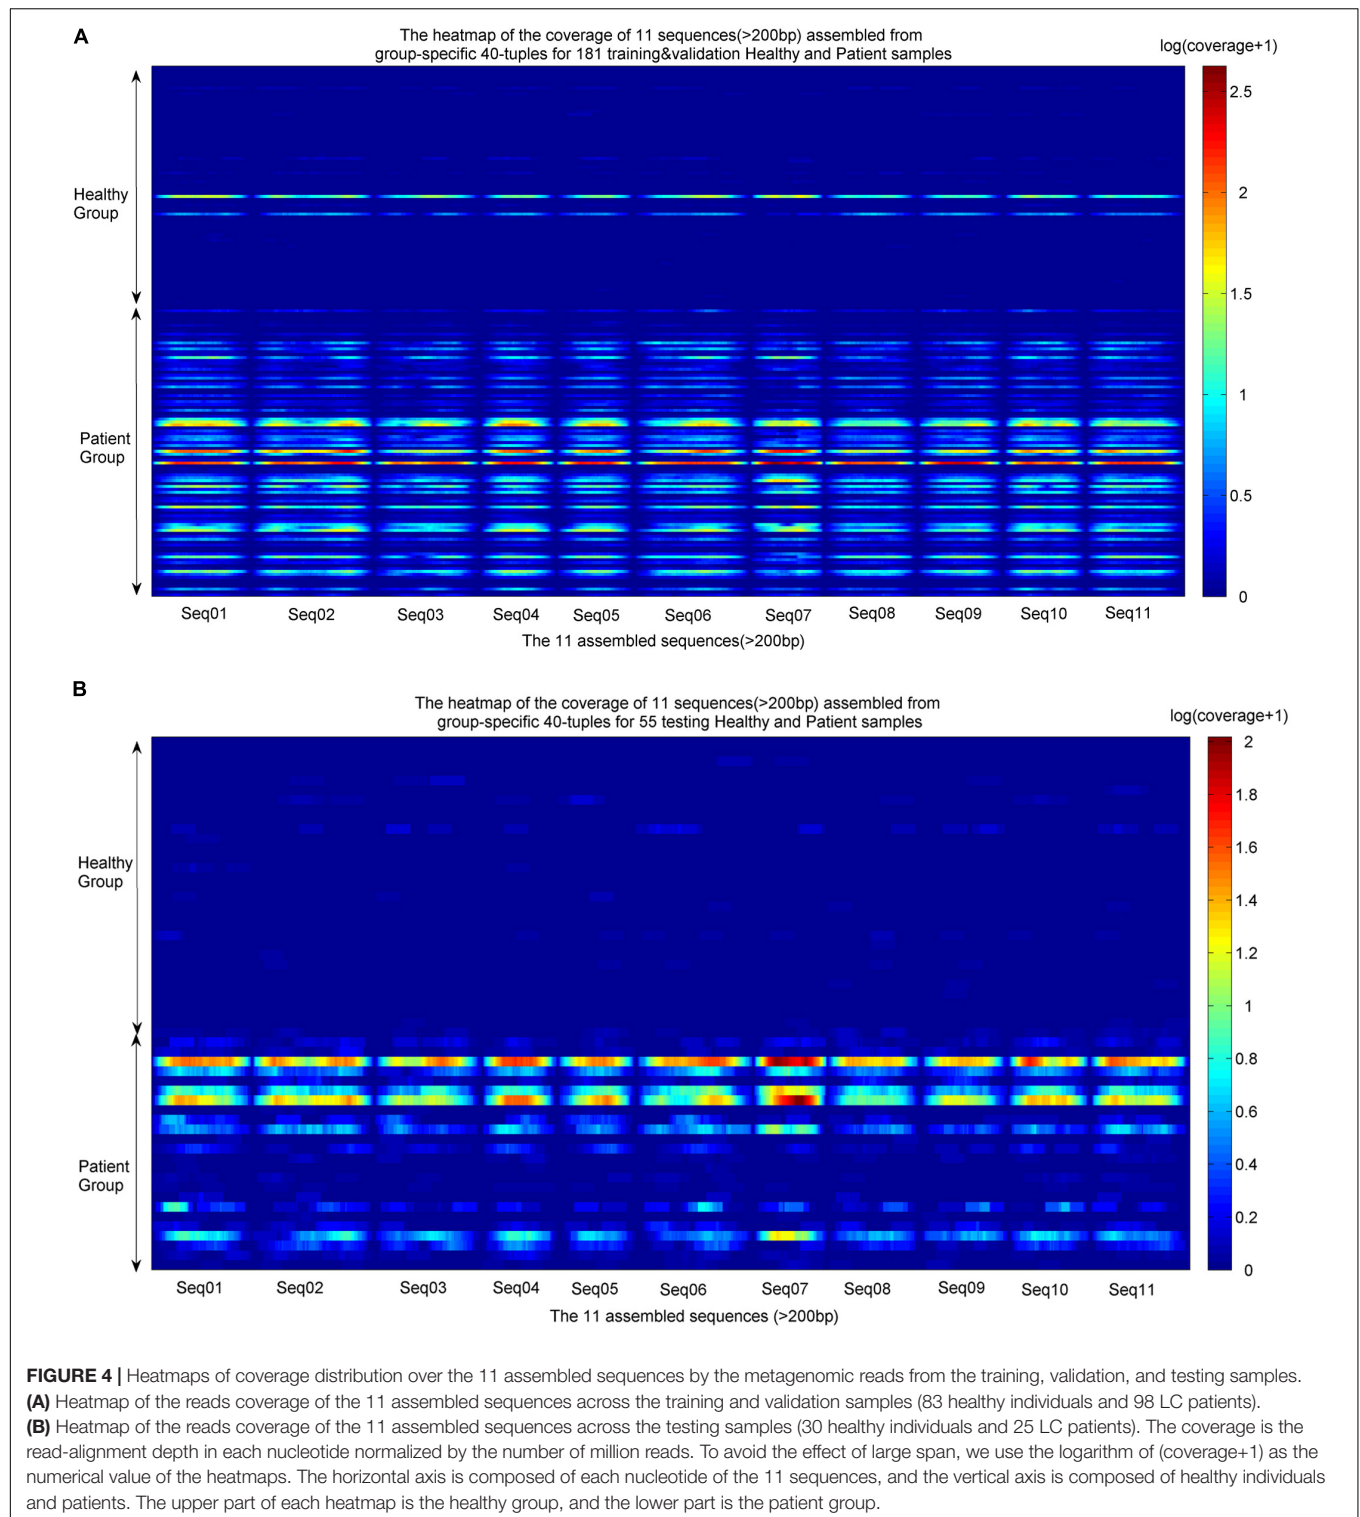 A
The heatmap of the coverage of 11 sequences(>200bp) assembled from
group-specific 40-tuples for 181 training&validation Healthy and Patient samples
log(coverage+1)
2.5
2
1.5
1
0.5
0
Healthy
Group
Patient
Group
Seq01 Seq02 Seq03 Seq04 Seq05 Seq06 Seq07 Seq08 Seq09 Seq10 Seq11
The 11 assembled sequences(>200bp)
B
The heatmap of the coverage of 11 sequences(>200bp) assembled from
group-specific 40-tuples for 55 testing Healthy and Patient samples
log(coverage+1)
2
1.8
1.6
1.4
1.2
1
0.8
0.6
0.4
0.2
0
Healthy
Group
Patient
Group
Seq01 Seq02 Seq03 Seq04 Seq05 Seq06 Seq07 Seq08 Seq09 Seq10 Seq11
The 11 assembled sequences (>200bp)
FIGURE 4 | Heatmaps of coverage distribution over the 11 assembled sequences by the metagenomic reads from the training, validation, and testing samples.
(A) Heatmap of the reads coverage of the 11 assembled sequences across the training and validation samples (83 healthy individuals and 98 LC patients).
(B) Heatmap of the reads coverage of the 11 assembled sequences across the testing samples (30 healthy individuals and 25 LC patients). The coverage is the
read-alignment depth in each nucleotide normalized by the number of million reads. To avoid the effect of large span, we use the logarithm of (coverage+1) as the
numerical value of the heatmaps. The horizontal axis is composed of each nucleotide of the 11 sequences, and the vertical axis is composed of healthy individuals
and patients. The upper part of each heatmap is the healthy group, and the lower part is the patient group.